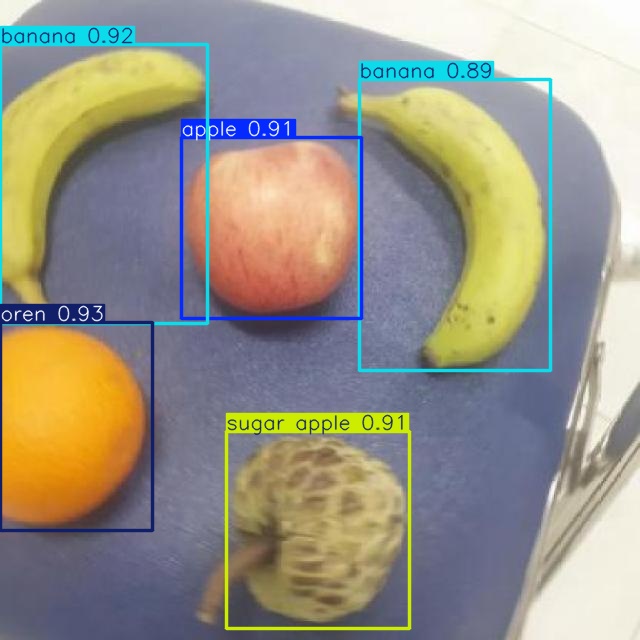 banana 0.92
banana 0.89
apple 0.91
oren 0.93
sugar apple 0.91